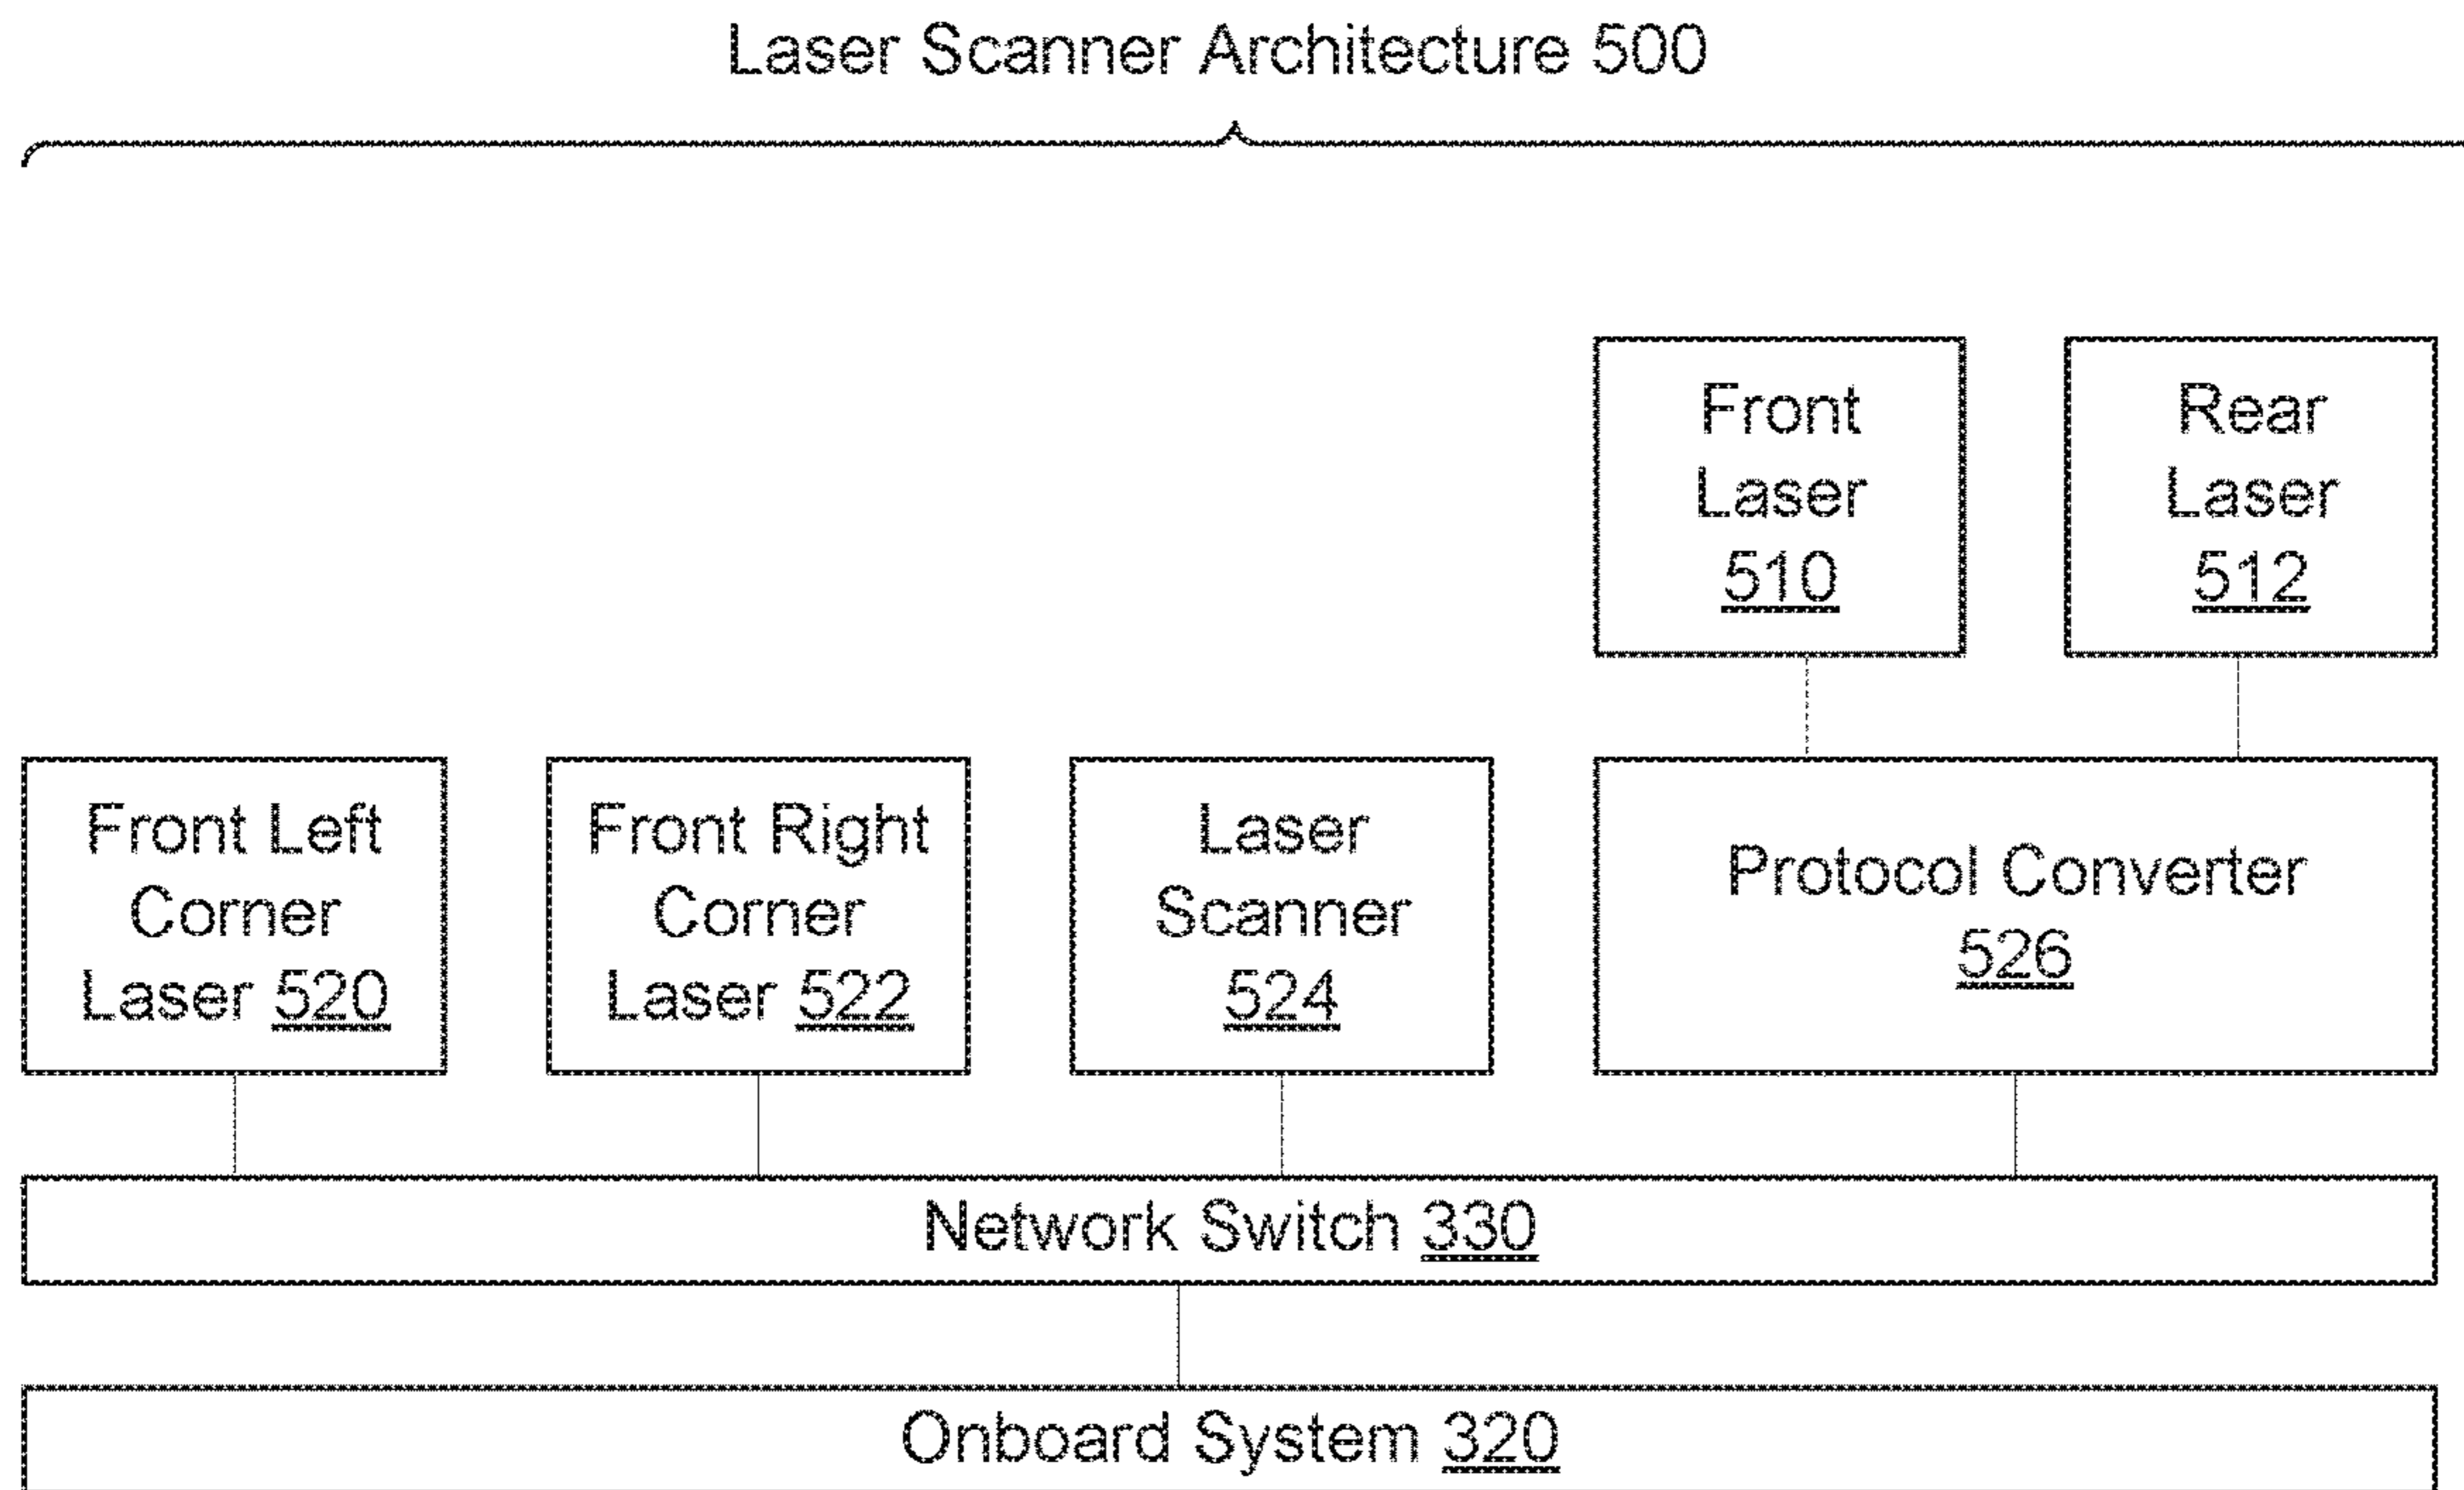 Laser Scanner Architecture 500
Front
Laser
510
Rear
Laser
512
Front Left
Corner
Laser 520
Front Right
Corner
Laser 522
Laser
Scanner
524
Protocol Converter
526
Network Switch 330
Onboard System 320